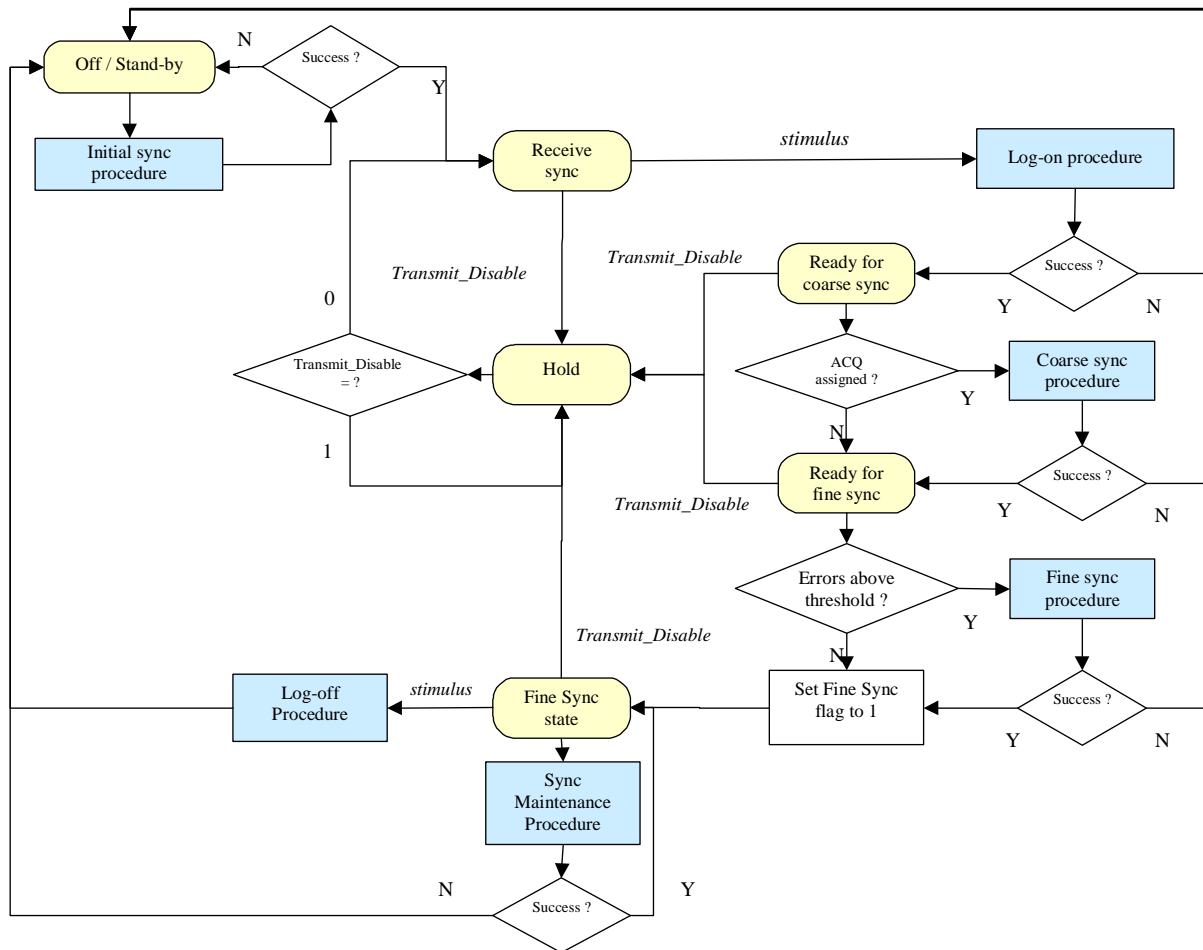 N
Success ?
Off / Stand-by
Y
Initial sync
procedure
Receive
sync
stimulus
Log-on procedure
Transmit_Disable
Transmit_Disable
Ready for
coarse sync
Success ?
Y
N
0
Transmit_Disable
= ?
Hold
ACQ
assigned ?
Y
Coarse sync
procedure
N
1
Ready for
fine sync
Success ?
Y
N
Transmit_Disable
Errors above
threshold ?
Y
Fine sync
procedure
Transmit_Disable
N
Log-off
Procedure
stimulus
Fine Sync
state
Set Fine Sync
flag to 1
Success ?
Y
N
Sync
Maintenance
Procedure
N
Success ?
Y